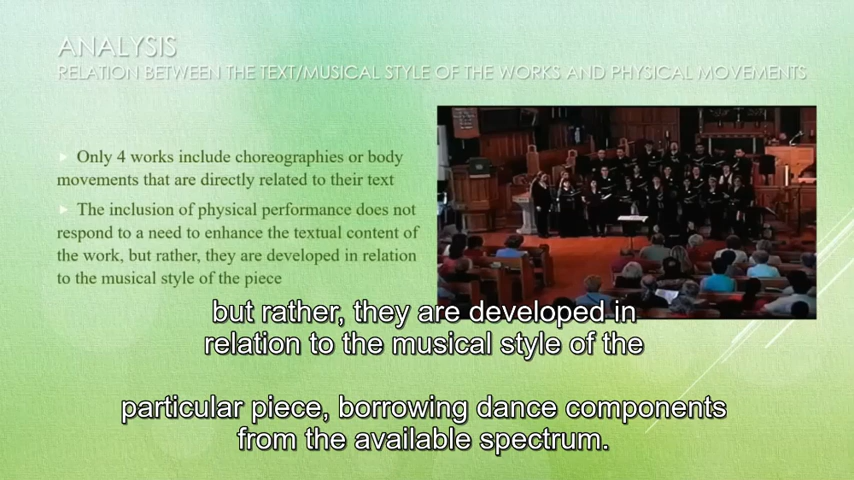 ANALYSIS
RELATION BETWEEN THE TEXT/MUSICAL STYLE OF THE WORKS AND PHYSICAL MOVEMENTS
Only 4 works include choreographies or body
movements that are directly related to their text
The inclusion of physical performance does not
respond to a need to enhance the textual content of
the work, but rather, they are developed in relation
to the musical style of the piece
but rather, they are developed in
relation to the musical style of the
particular piece, borrowing dance components
from the available spectrum.